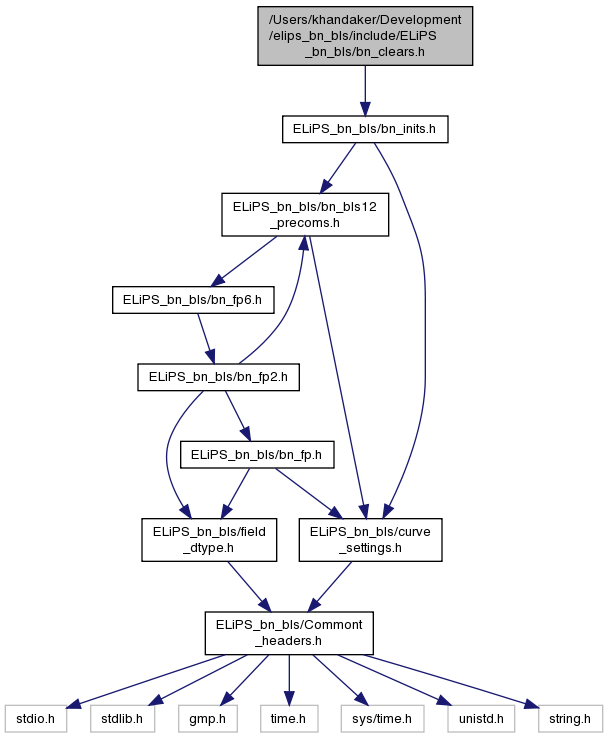 /Users/khandaker/Development
/elips_bn_bls/include/ELiPS
_bn_bls/bn_clears.h
ELiPS_bn_bls/bn_inits.h
ELiPS_bn_bls/bn_bls12
_precoms.h
ELiPS_bn_bls/bn_fp6.h
ELiPS_bn_bls/bn_fp2.h
ELiPS_bn_bls/bn_fp.h
ELiPS_bn_bls/field
_dtype.h
ELiPS_bn_bls/curve
_settings.h
ELiPS_bn_bls/Commont
_headers.h
stdio.h
stdlib.h
gmp.h
time.h
sys/time.h
unistd.h
string.h